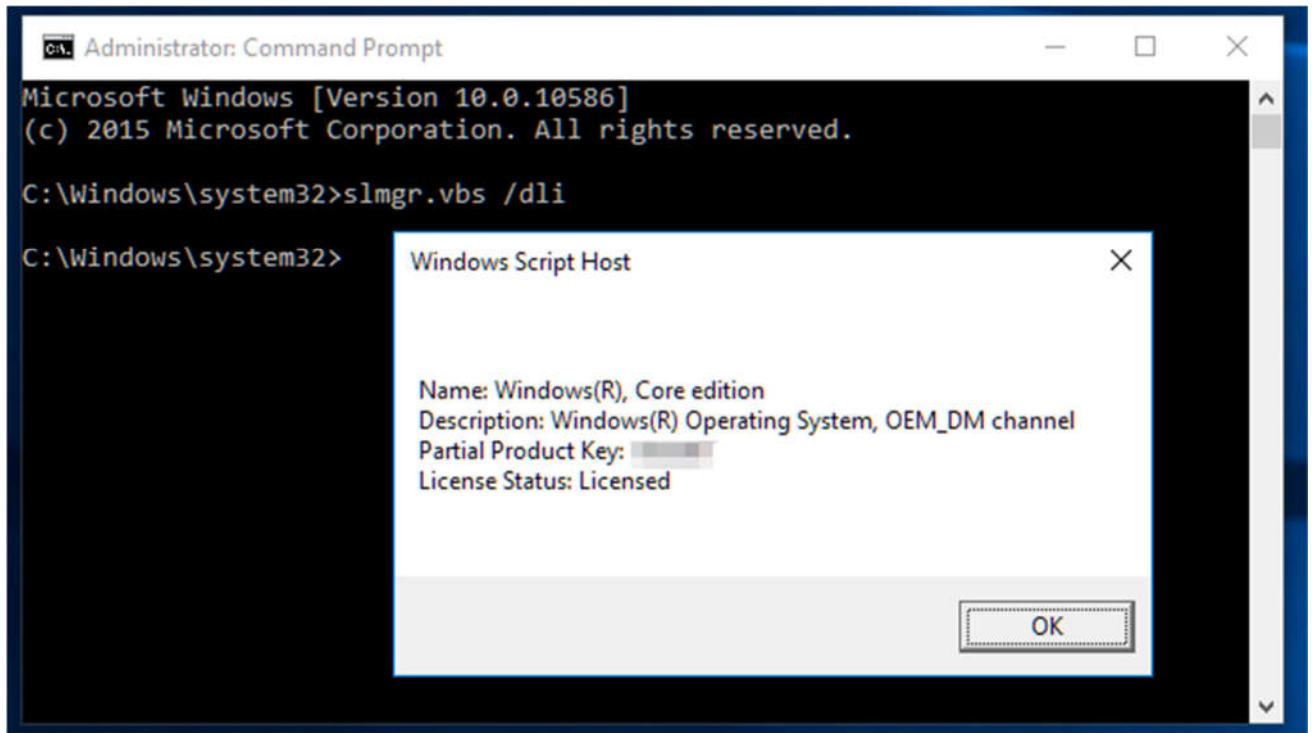 Administrator: Command Prompt
Microsoft Windows [Version 10.0.10586]
(c) 2015 Microsoft Corporation. All rights reserved.
C:\Windows\system32>slmgr.vbs /dli
C:\Windows\system32>
Windows Script Host
Name: Windows(R), Core edition
Description: Windows(R) Operating System, OEM_DM channel
Partial Product Key:
License Status: Licensed
OK